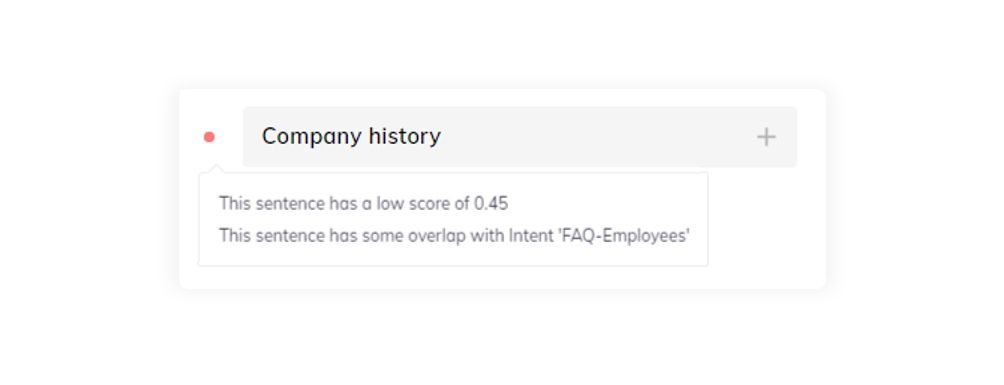 Company history
This sentence has a low score of 0.45
This sentence has some overlap with Intent 'FAQ-Employees'